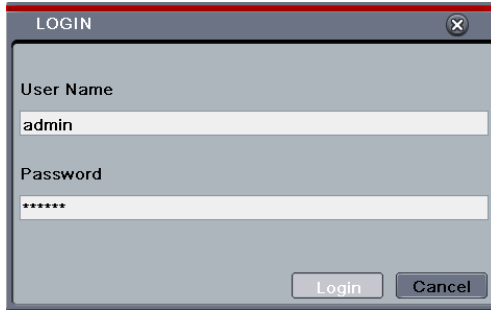 LOGIN
User Name
admin
Password
******
Login
Cancel